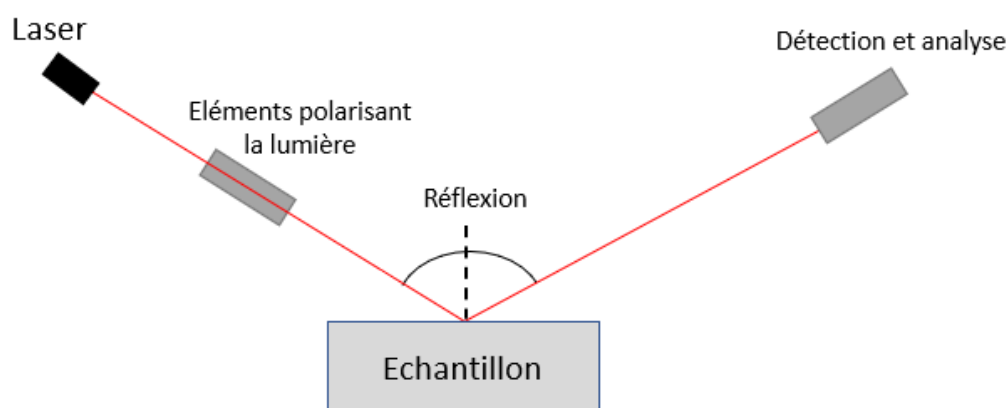 Laser
Détection et analyse
Eléments polarisant
la lumière
Réflexion
Echantillon